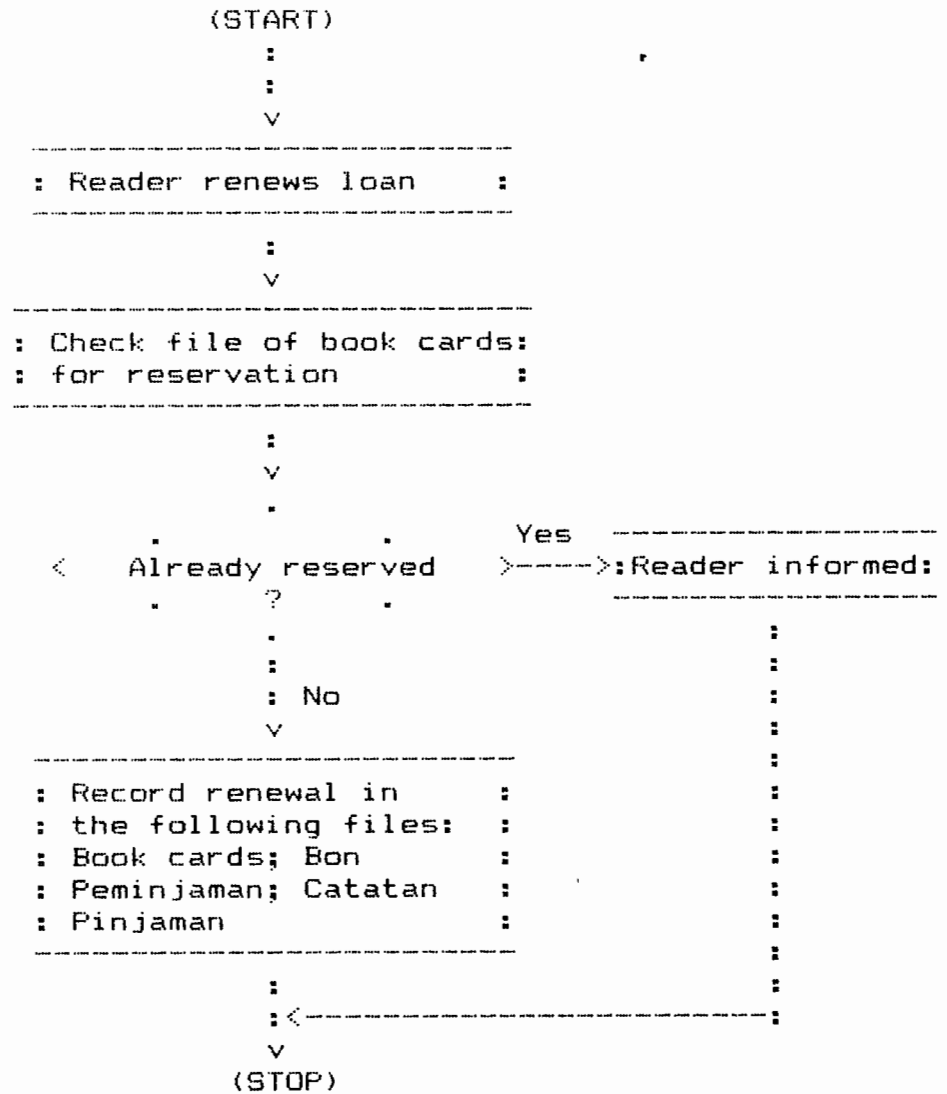 (START)
Reader renews loan
Check file of book cards
for reservation
Yes
Already reserved
Reader informed
?
No
Record renewal in
the following files:
Book cards; Bon
Peminjaman; Catatan
Pinjaman
(STOP)